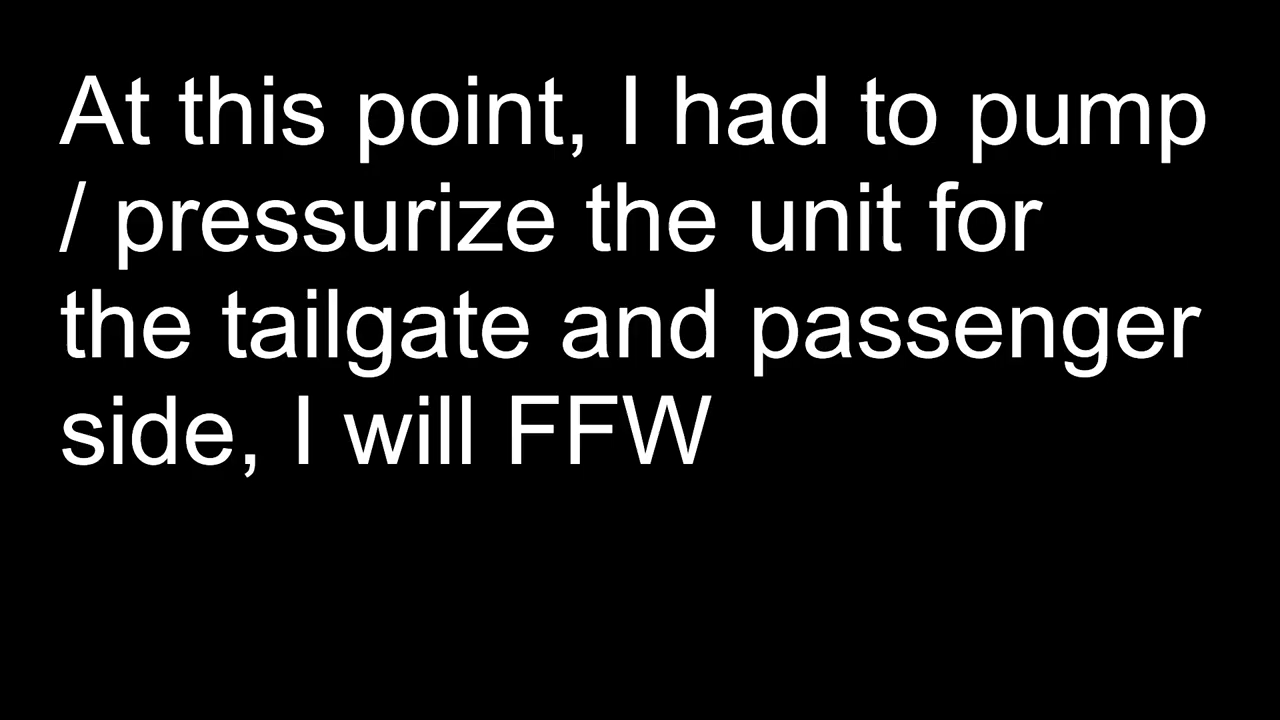 At this point, I had to pump
/ pressurize the unit for
the tailgate and passenger
side, I will FFW